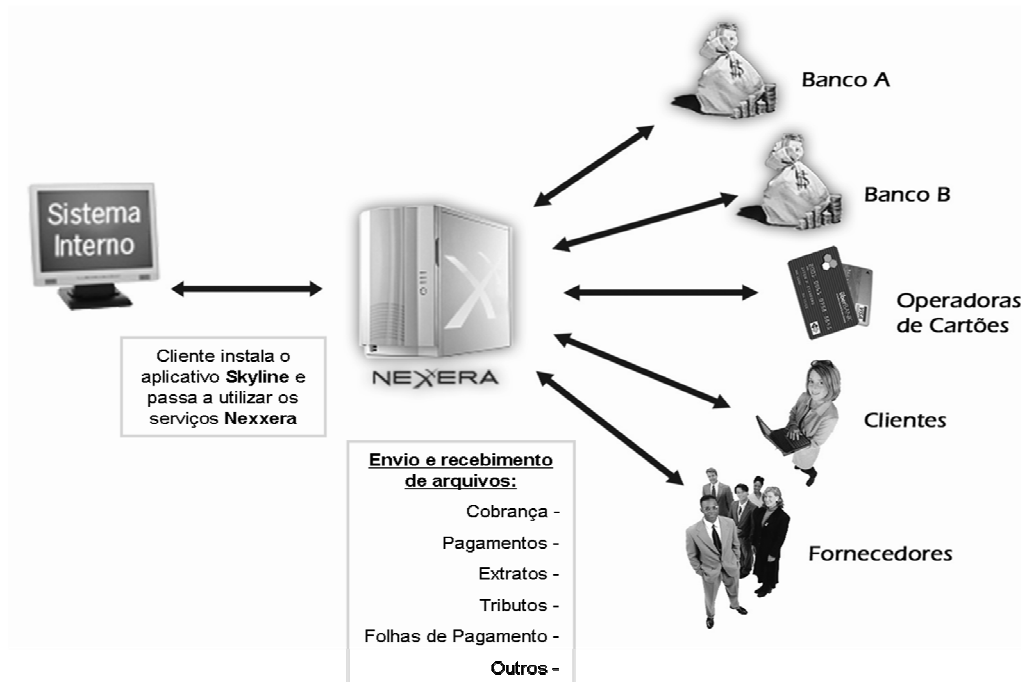 Banco A
Banco B
Sistema
Interno
Operadoras
de Cartões
NEXXERA
Cliente instala o
aplicativo Skyline e
passa a utilizar os
serviços Nexxera
Clientes
Envio e recebimento
de arquivos:
Cobrança -
Pagamentos -
Extratos -
Tributos -
Folhas de Pagamento -
Outros -
Fornecedores